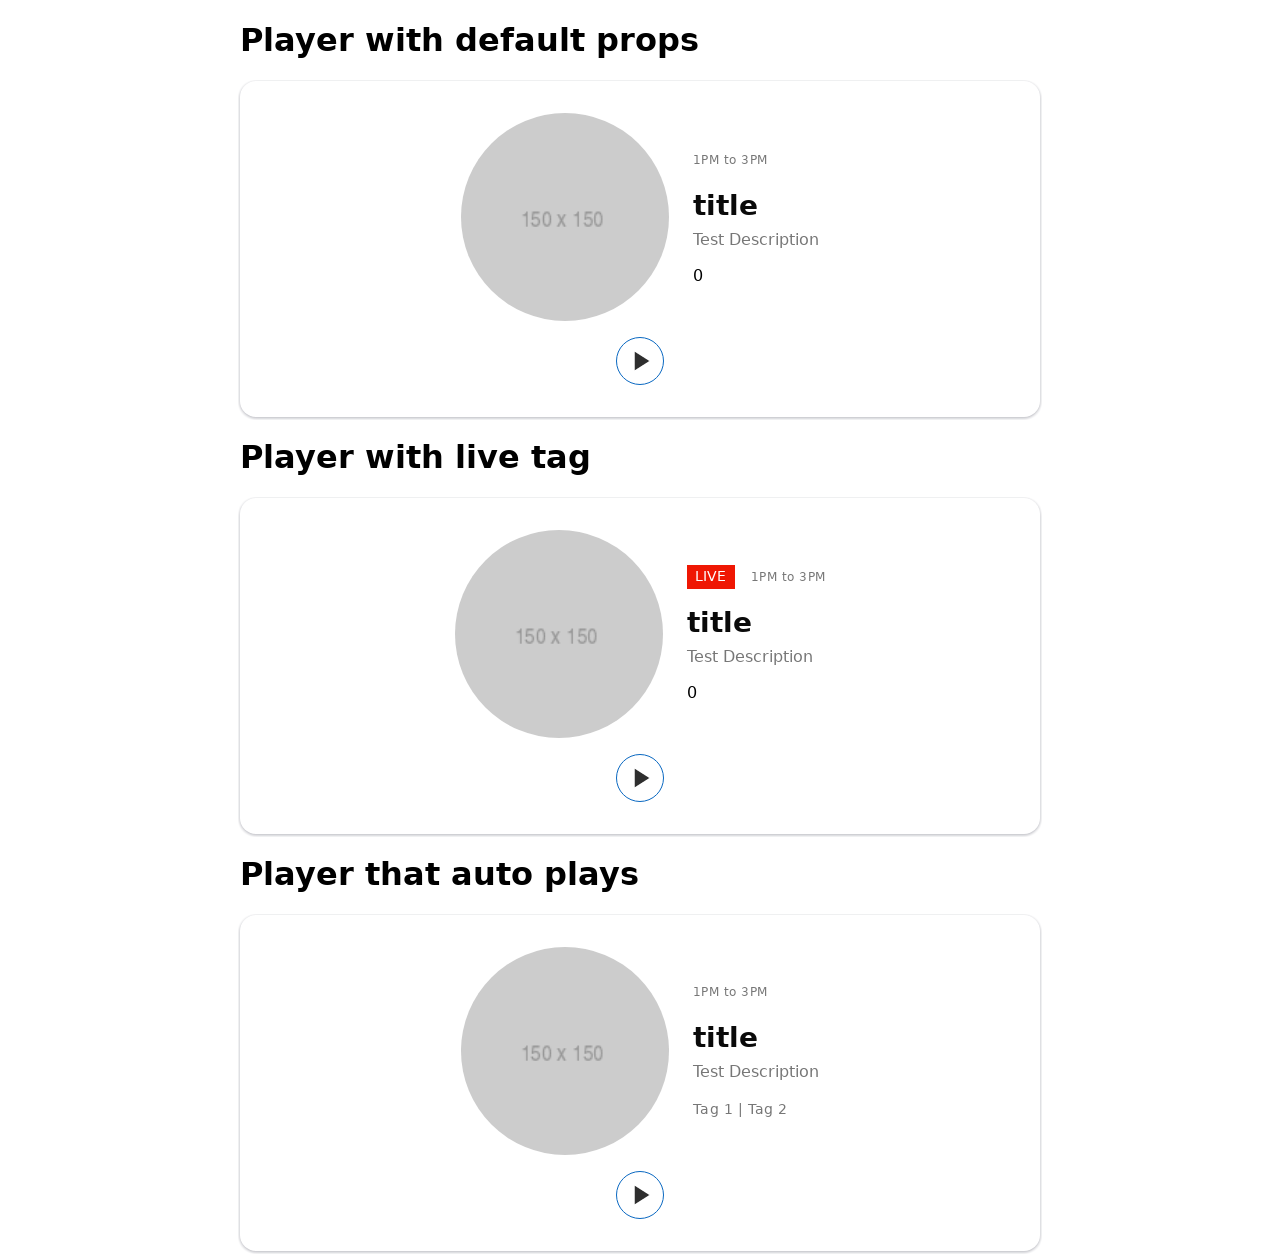 Player with default props
150 x 150
1PM to 3PM
title
Test Description
0
Player with live tag
150 x 150
LIVE 1PM to 3PM
title
Test Description
0
Player that auto plays
150 x 150
1PM to 3PM
title
Test Description
Tag 1 | Tag 2